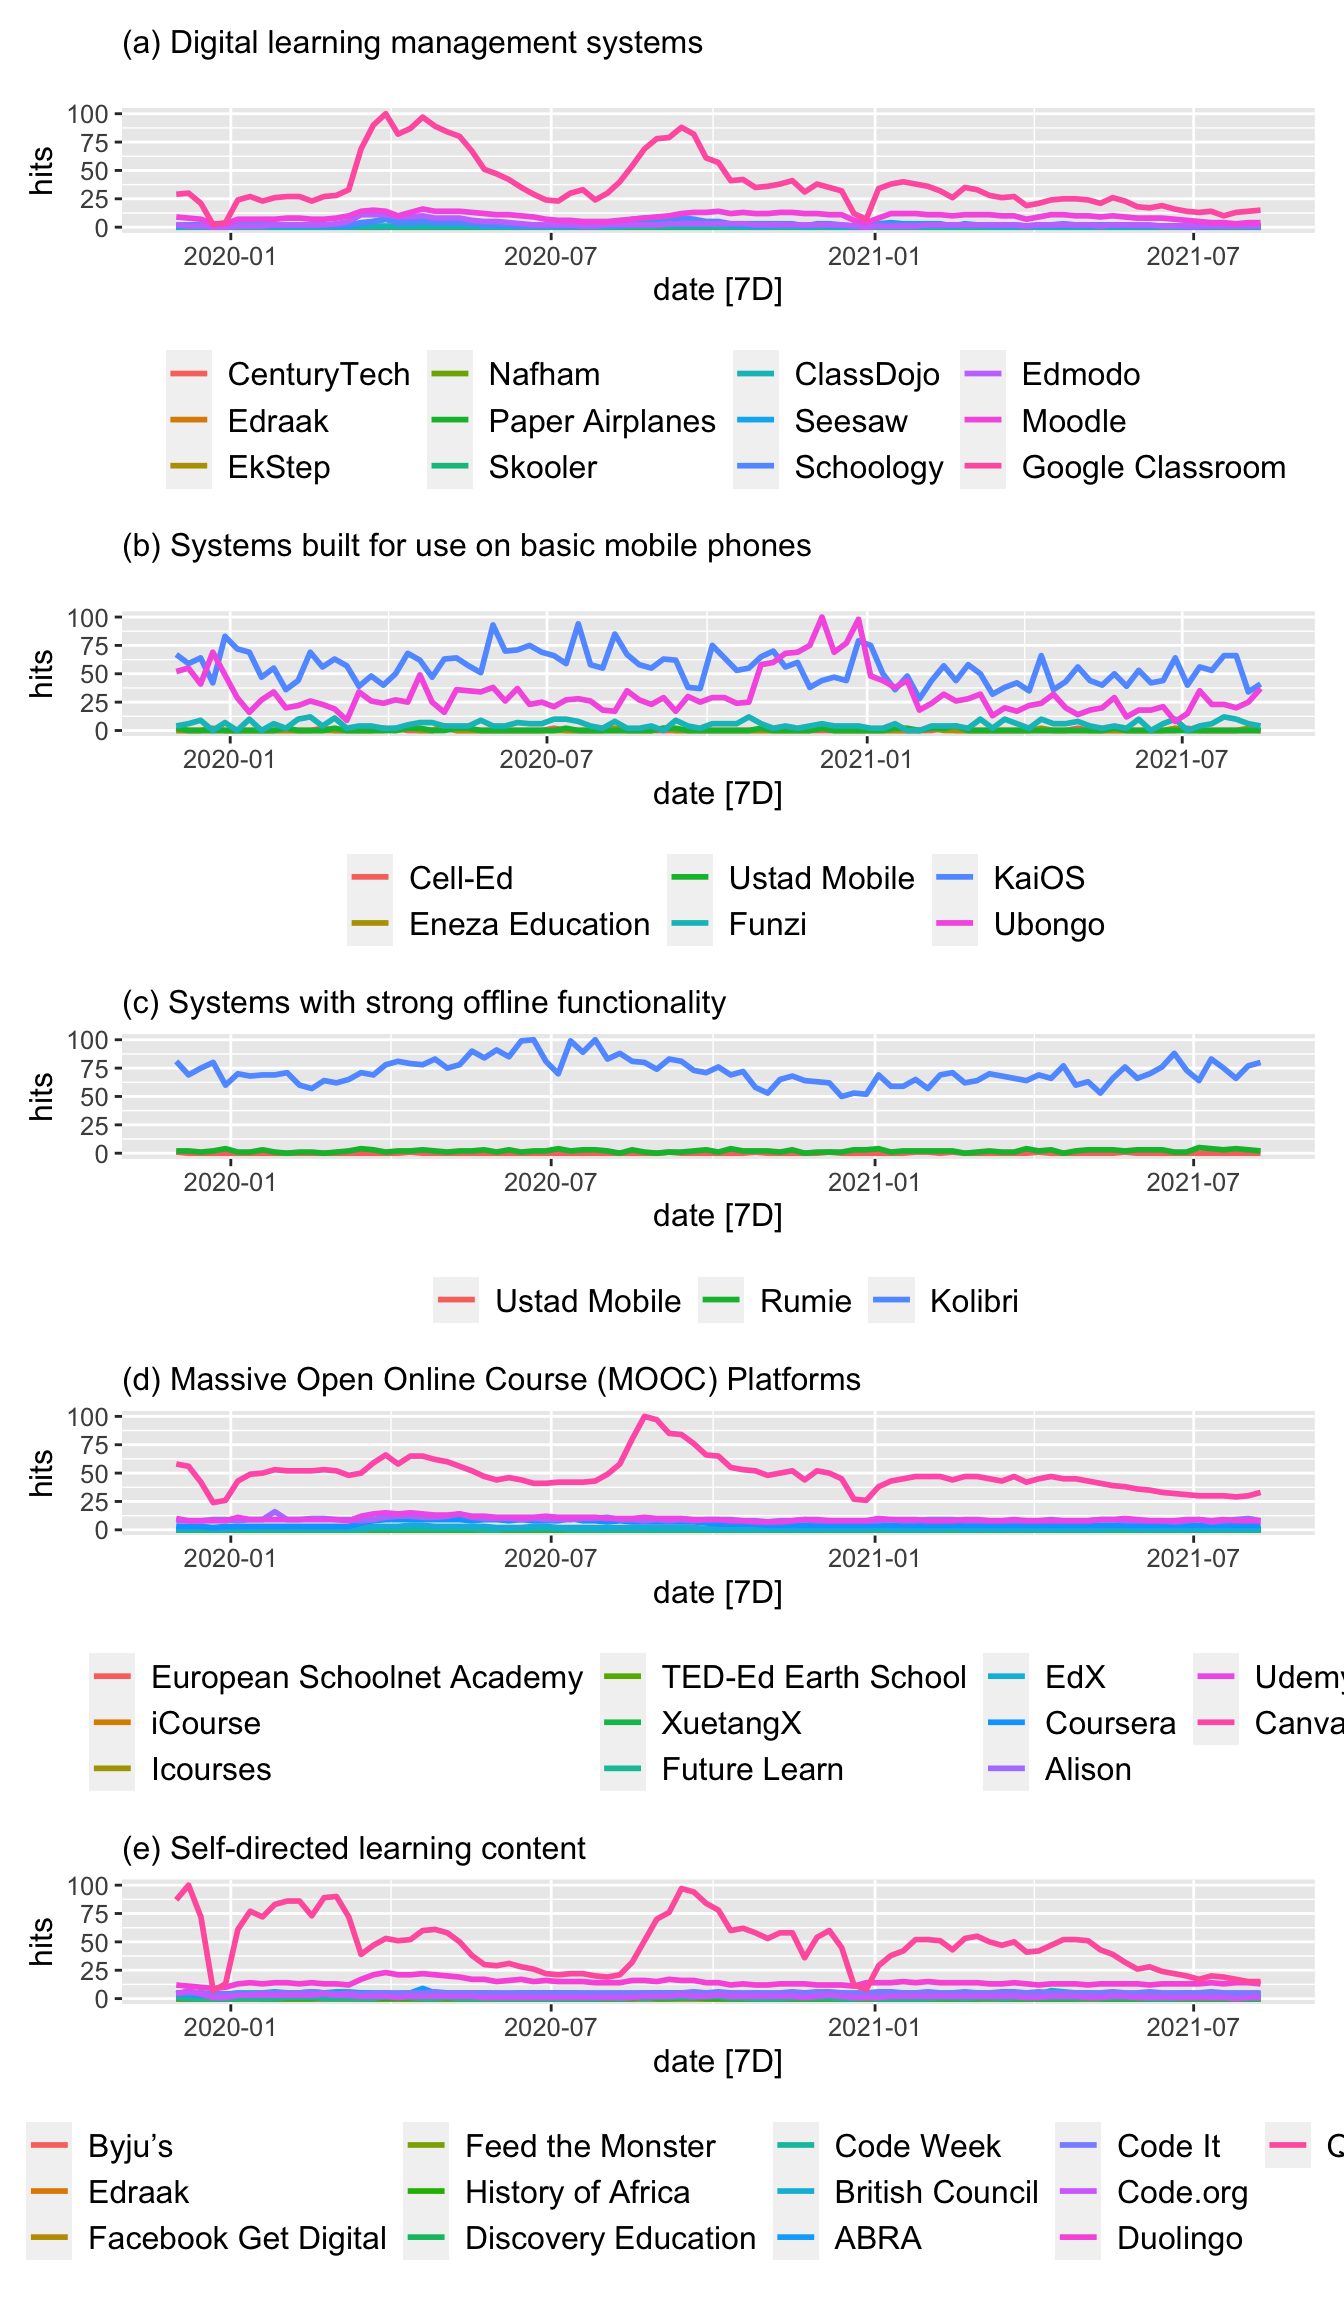 (a) Digital learning management systems
hits
100
75
50
25
0
2020-01 2020-07 2021-01 2021-07
date [7D]
CenturyTech Nafham ClassDojo Edmodo
Edraak Paper Airplanes Seesaw Moodle
EkStep Skooler Schoology Google Classroom
(b) Systems built for use on basic mobile phones
hits
100
75
50
25
0
2020-01 2020-07 2021-01 2021-07
date [7D]
Cell-Ed Ustad Mobile KaiOS
Eneza Education Funzi Ubongo
(c) Systems with strong offline functionality
hits
100
75
50
25
0
2020-01 2020-07 2021-01 2021-07
date [7D]
Ustad Mobile Rumie Kolibri
(d) Massive Open Online Course (MOOC) Platforms
hits
100
75
50
25
0
2020-01 2020-07 2021-01 2021-07
date [7D]
European Schoolnet Academy TED-Ed Earth School EdX Udemy
iCourse XuetangX Coursera Canva
Icourses Future Learn Alison
(e) Self-directed learning content
hits
100
75
50
25
0
2020-01 2020-07 2021-01 2021-07
date [7D]
Byju’s Feed the Monster Code Week Code It
Edraak History of Africa British Council Code.org
Facebook Get Digital Discovery Education ABRA Duolingo